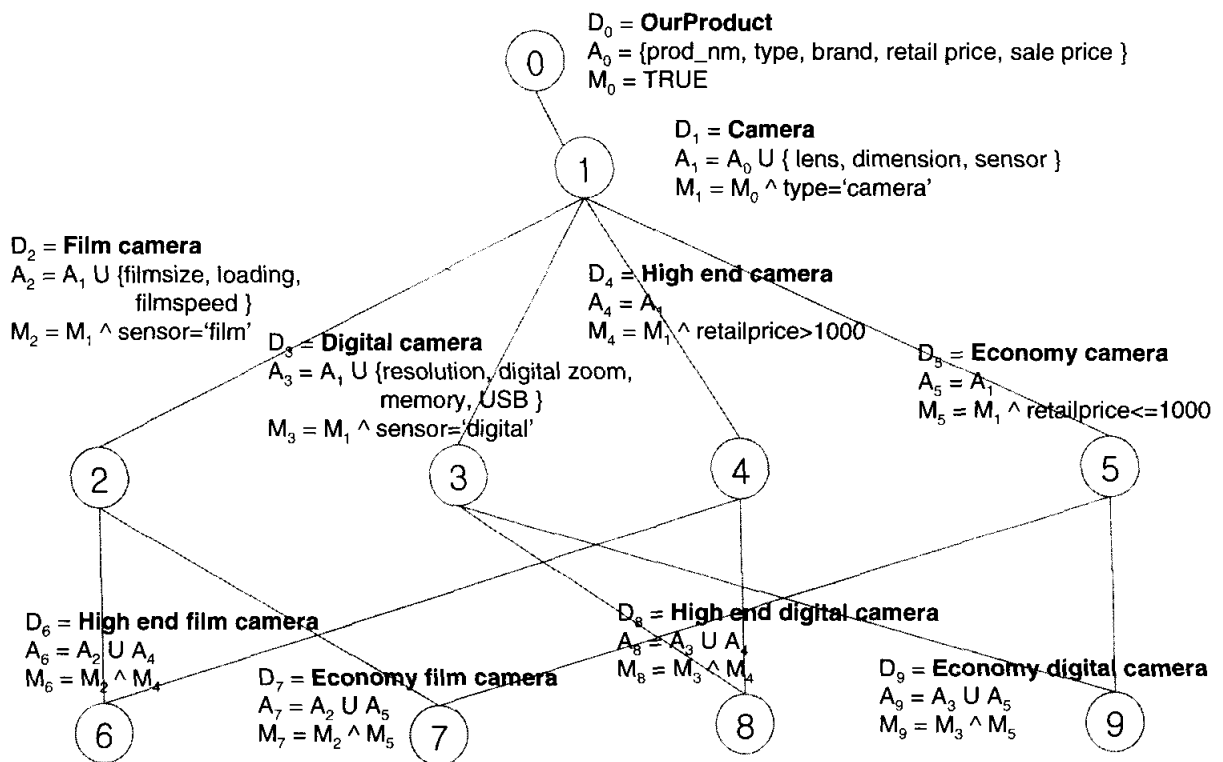 D₀ = OurProduct
A₀ = {prod_nm, type, brand, retail price, sale price }
M₀ = TRUE
0
D₁ = Camera
A₁ = A₀ U { lens, dimension, sensor }
M₁ = M₀ ^ type='camera'
1
D₂ = Film camera
A₂ = A₁ U {filmsize, loading,
filmspeed }
M₂ = M₁ ^ sensor='film'
D₄ = High end camera
A₄ = A₁
M₄ = M₁ ^ retailprice>1000
D₃ = Digital camera
A₃ = A₁ U {resolution, digital zoom,
memory, USB }
M₃ = M₁ ^ sensor='digital'
D₅ = Economy camera
A₅ = A₁
M₅ = M₁ ^ retailprice<=1000
2
3
4
5
D₆ = High end film camera
A₆ = A₂ U A₄
M₆ = M₂ ^ M₄
D₇ = Economy film camera
A₇ = A₂ U A₅
M₇ = M₂ ^ M₅
D₈ = High end digital camera
A₈ = A₃ U A₄
M₈ = M₃ ^ M₄
D₉ = Economy digital camera
A₉ = A₃ U A₅
M₉ = M₃ ^ M₅
6
7
8
9